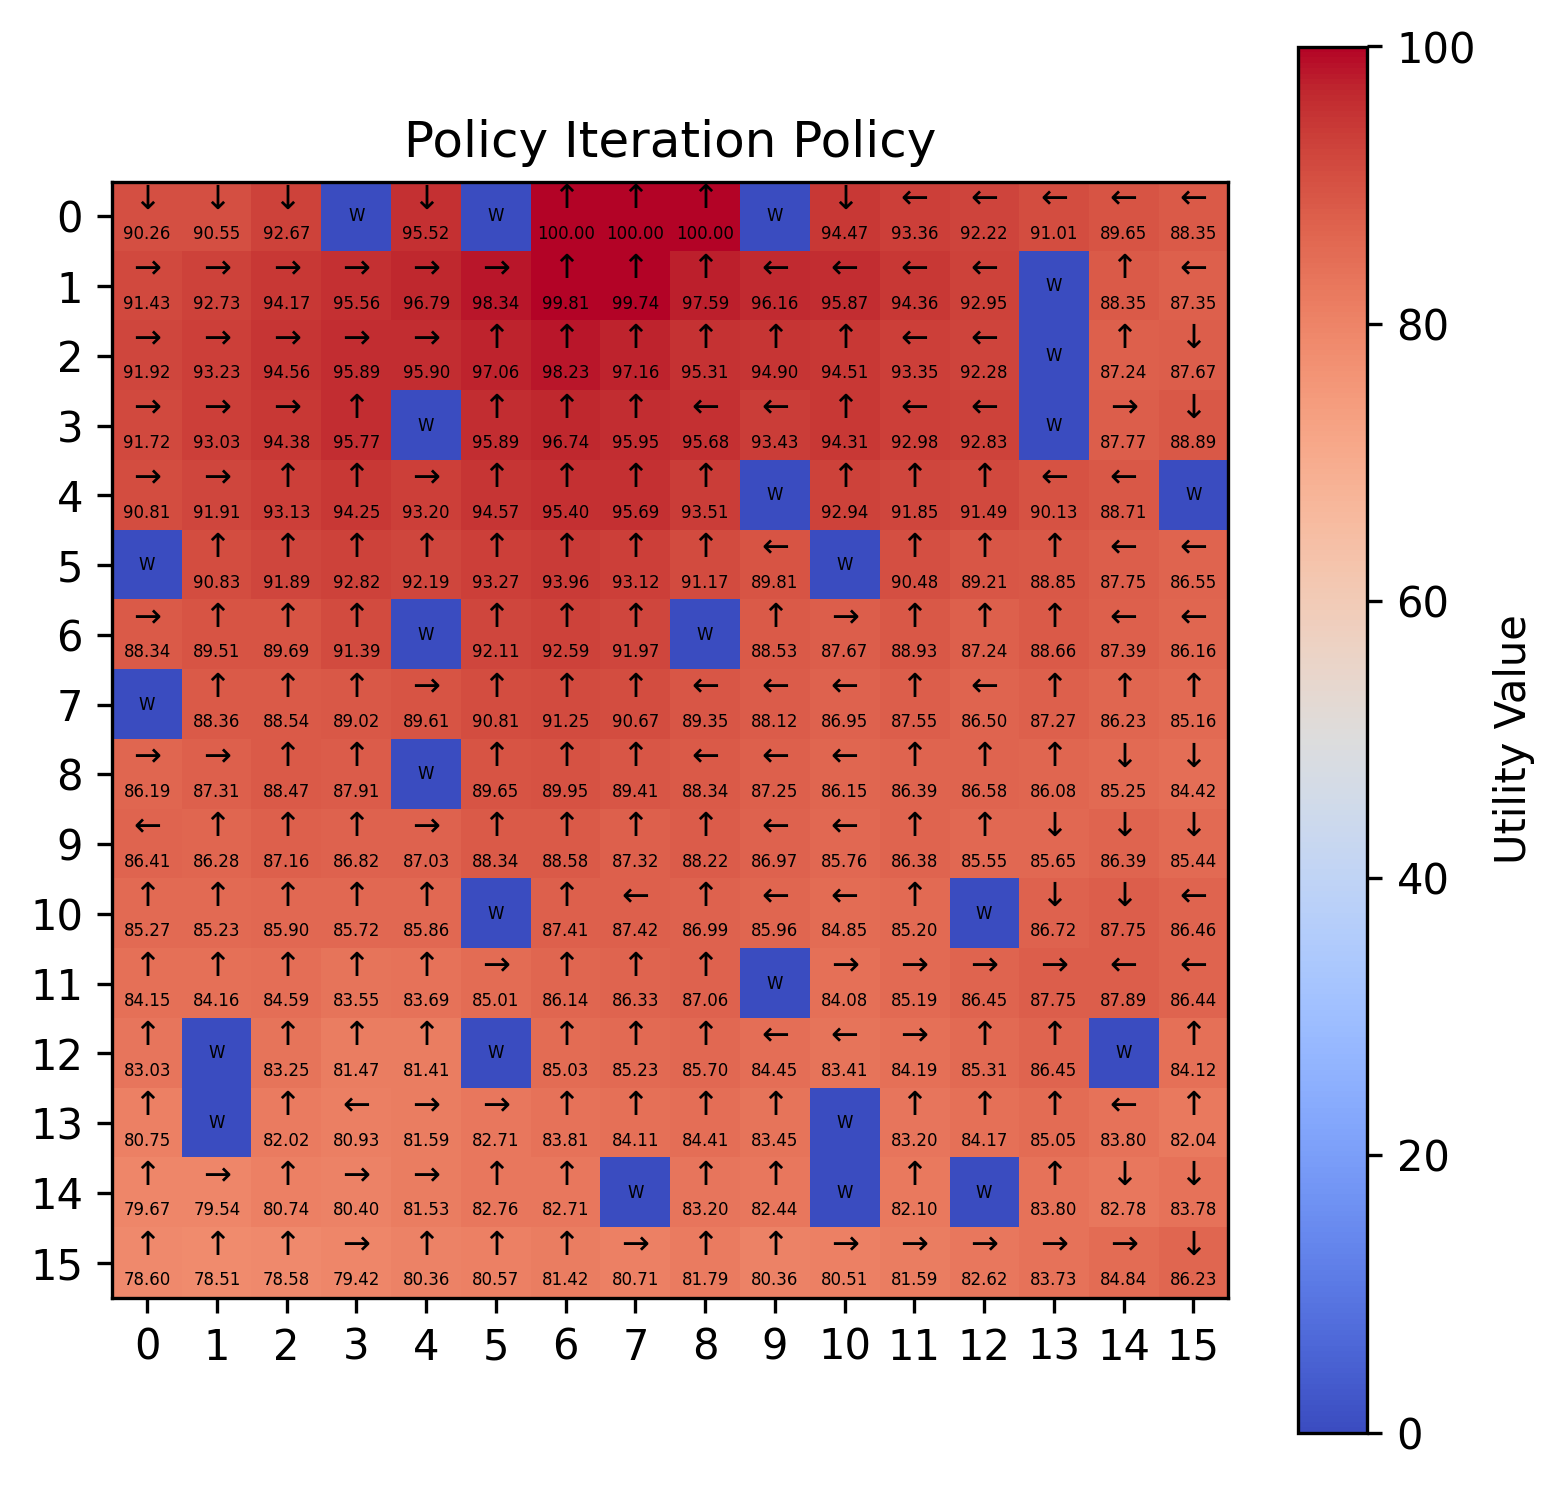 Policy Iteration Policy
0 ↓ ↓ ↓ W ↓ W ↑ ↑ ↑ W ↓ ← ← ← ← ←
90.26 90.55 92.67 95.52 100.00 100.00 100.00 94.47 93.36 92.22 91.01 89.65 88.35
1 → → → → → → ↑ ↑ ↑ ← ← ← ← W ↑ ←
91.43 92.73 94.17 95.56 96.79 98.34 99.81 99.74 97.59 96.16 95.87 94.36 92.95 88.35 87.35
2 → → → → → ↑ ↑ ↑ ↑ ↑ ↑ ← ← W ↑ ↓
91.92 93.23 94.56 95.89 95.90 97.06 98.23 97.16 95.31 94.90 94.51 93.35 92.28 87.24 87.67
3 → → → ↑ W ↑ ↑ ↑ ← ← ↑ ← ← W → ↓
91.72 93.03 94.38 95.77 95.89 96.74 95.95 95.68 93.43 94.31 92.98 92.83 87.77 88.89
4 → → ↑ ↑ → ↑ ↑ ↑ ↑ W ↑ ↑ ↑ ← ← W
90.81 91.91 93.13 94.25 93.20 94.57 95.40 95.69 93.51 92.94 91.85 91.49 90.13 88.71
5 W ↑ ↑ ↑ ↑ ↑ ↑ ↑ ↑ ← W ↑ ↑ ↑ ← ←
90.83 91.89 92.82 92.19 93.27 93.96 93.12 91.17 89.81 90.48 89.21 88.85 87.75 86.55
6 → ↑ ↑ ↑ W ↑ ↑ ↑ W ↑ → ↑ ↑ ↑ ← ←
88.34 89.51 89.69 91.39 92.11 92.59 91.97 88.53 87.67 88.93 87.24 88.66 87.39 86.16
7 W ↑ ↑ ↑ → ↑ ↑ ↑ ← ← ← ↑ ← ↑ ↑ ↑
88.36 88.54 89.02 89.61 90.81 91.25 90.67 89.35 88.12 86.95 87.55 86.50 87.27 86.23 85.16
8 → → ↑ ↑ W ↑ ↑ ↑ ← ← ← ↑ ↑ ↑ ↓ ↓
86.19 87.31 88.47 87.91 89.65 89.95 89.41 88.34 87.25 86.15 86.39 86.58 86.08 85.25 84.42
9 ← ↑ ↑ ↑ → ↑ ↑ ↑ ↑ ← ← ↑ ↑ ↓ ↓ ↓
86.41 86.28 87.16 86.82 87.03 88.34 88.58 87.32 88.22 86.97 85.76 86.38 85.55 85.65 86.39 85.44
10 ↑ ↑ ↑ ↑ ↑ W ↑ ← ↑ ← ← ↑ W ↓ ↓ ←
85.27 85.23 85.90 85.72 85.86 87.41 87.42 86.99 85.96 84.85 85.20 86.72 87.75 86.46
11 ↑ ↑ ↑ ↑ ↑ → ↑ ↑ ↑ W → → → → ← ←
84.15 84.16 84.59 83.55 83.69 85.01 86.14 86.33 87.06 84.08 85.19 86.45 87.75 87.89 86.44
12 ↑ W ↑ ↑ ↑ W ↑ ↑ ↑ ← ← → ↑ ↑ W ↑
83.03 83.25 81.47 81.41 85.03 85.23 85.70 84.45 83.41 84.19 85.31 86.45 84.12
13 ↑ W ↑ ← → → ↑ ↑ ↑ ↑ W ↑ ↑ ↑ ← ↑
80.75 82.02 80.93 81.59 82.71 83.81 84.11 84.41 83.45 83.20 84.17 85.05 83.80 82.04
14 ↑ → ↑ → → ↑ ↑ W ↑ ↑ W ↑ W ↑ ↓ ↓
79.67 79.54 80.74 80.40 81.53 82.76 82.71 83.20 82.44 82.10 83.80 82.78 83.78
15 ↑ ↑ ↑ → ↑ ↑ ↑ → ↑ ↑ → → → → → ↓
78.60 78.51 78.58 79.42 80.36 80.57 81.42 80.71 81.79 80.36 80.51 81.59 82.62 83.73 84.84 86.23
0 1 2 3 4 5 6 7 8 9 10 11 12 13 14 15
100
80
60
40
20
0
Utility Value